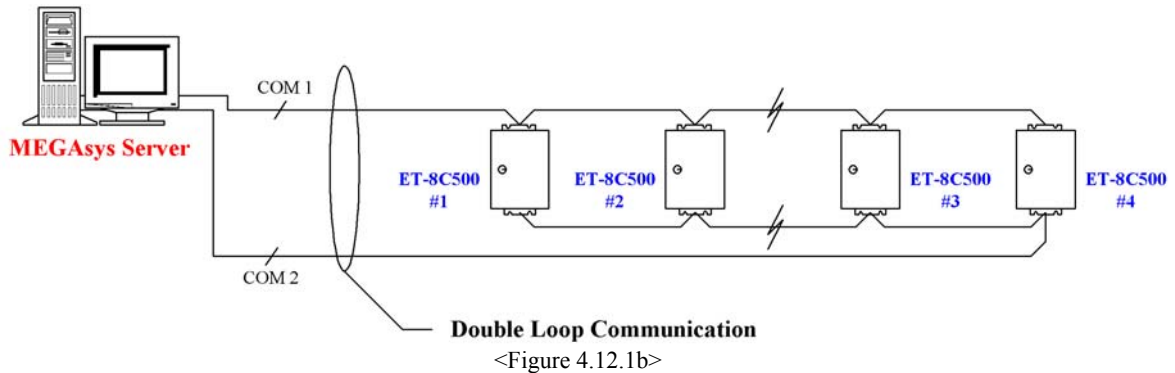 COM 1
MEGAsys Server
ET-8C500
#1
ET-8C500
#2
ET-8C500
#3
ET-8C500
#4
COM 2
Double Loop Communication
<Figure 4.12.1b>